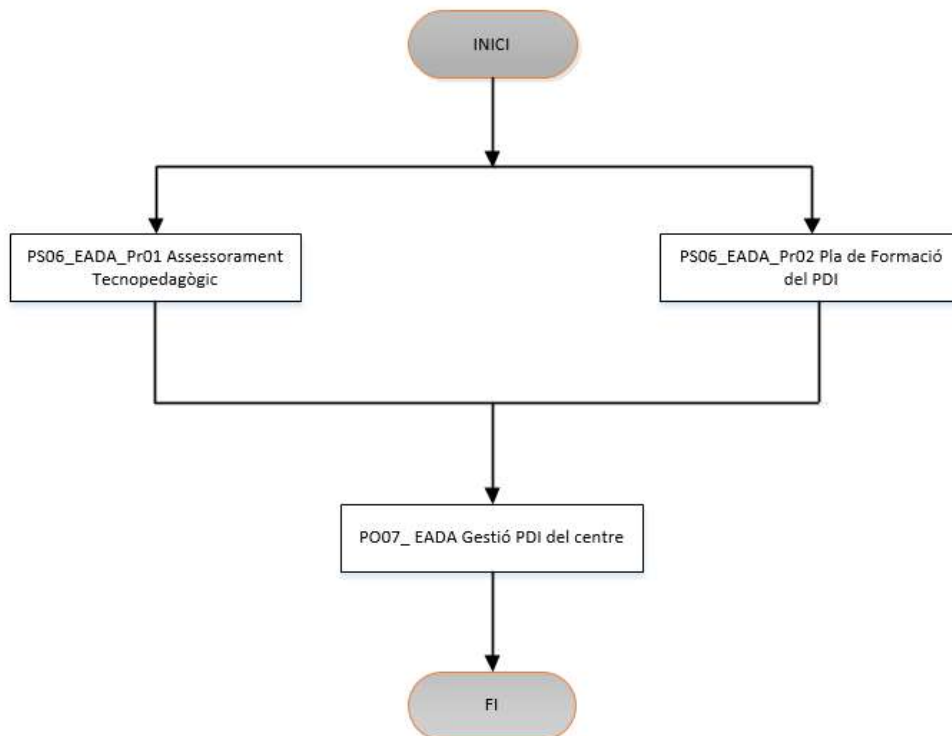 INICI
PS06_EADA_Pr01 Assessorament
Tecnopedagògic
PS06_EADA_Pr02 Pla de Formació
del PDI
PO07_ EADA Gestió PDI del centre
FI